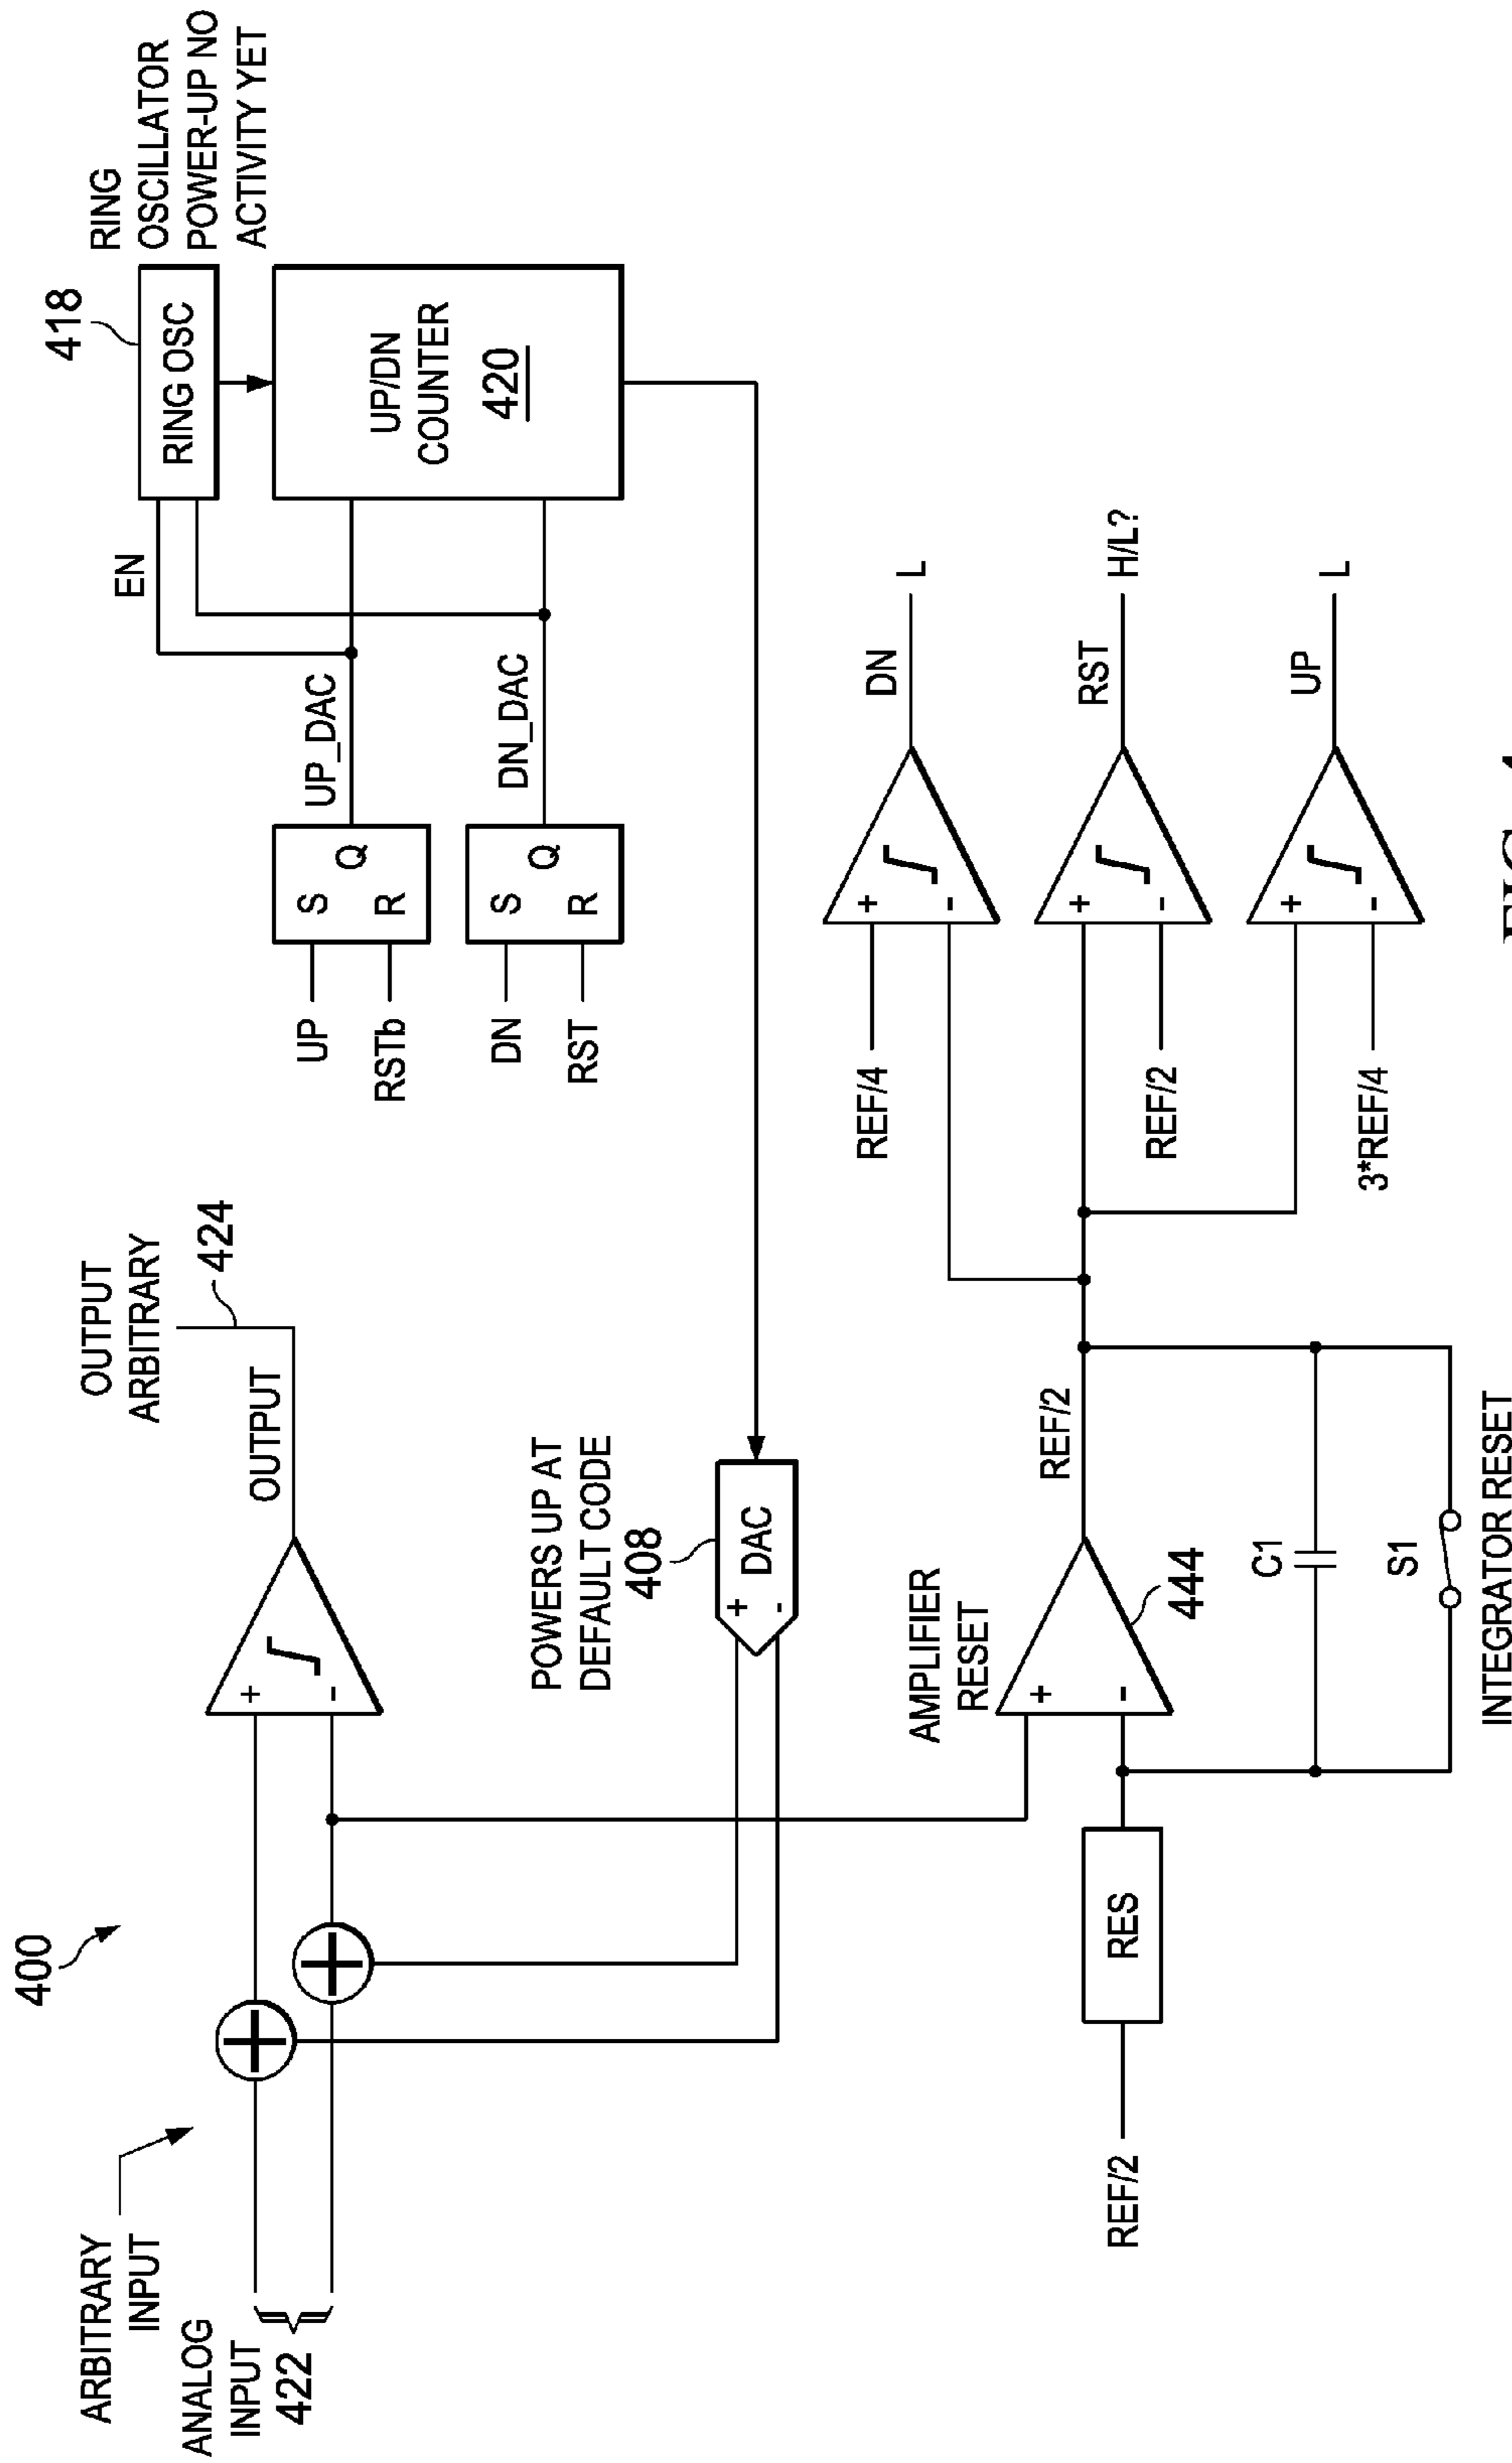 400
ARBITRARY
INPUT
ANALOG
INPUT
422
+
-
OUTPUT
OUTPUT
ARBITRARY
424
UP
RSTb
S
R
Q
UP_DAC
DN
RST
S
R
Q
DN_DAC
EN
418
RING OSC
RING
OSCILLATOR
POWER-UP NO
ACTIVITY YET
UP/DN
COUNTER
420
POWERS UP AT
DEFAULT CODE
408
+
-
DAC
AMPLIFIER
RESET
REF/2
RES
+
-
444
REF/2
C1
S1
INTEGRATOR RESET
REF/4
+
-
DN
L
REF/2
+
-
RST
H/L?
3*REF/4
+
-
UP
L